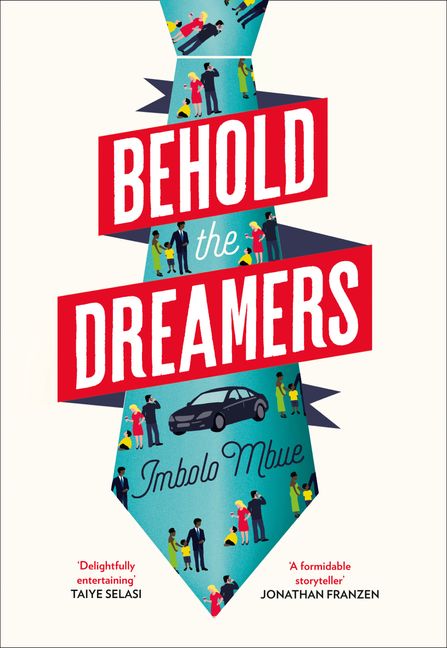 BEHOLD
the
DREAMERS
Imbolo Mbue
'Delightfully
entertaining'
TAIYE SELASI
'A formidable
storyteller'
JONATHAN FRANZEN